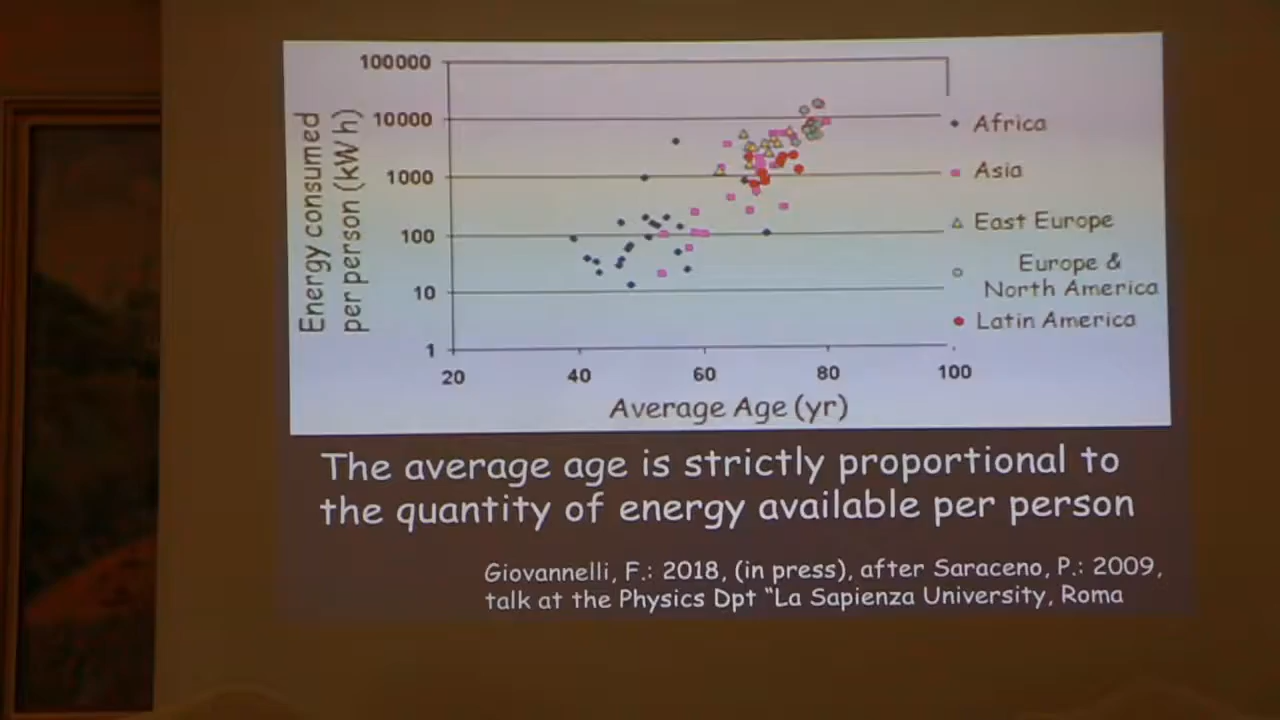 100000
10000
1000
100
10
1
Energy consumed
per person (kW h)
20 40 60 80 100
Average Age (yr)
Africa
Asia
East Europe
Europe &
North America
Latin America
The average age is strictly proportional to
the quantity of energy available per person
Giovannelli, F.: 2018, (in press), after Saraceno, P.: 2009,
talk at the Physics Dpt "La Sapienza University, Roma